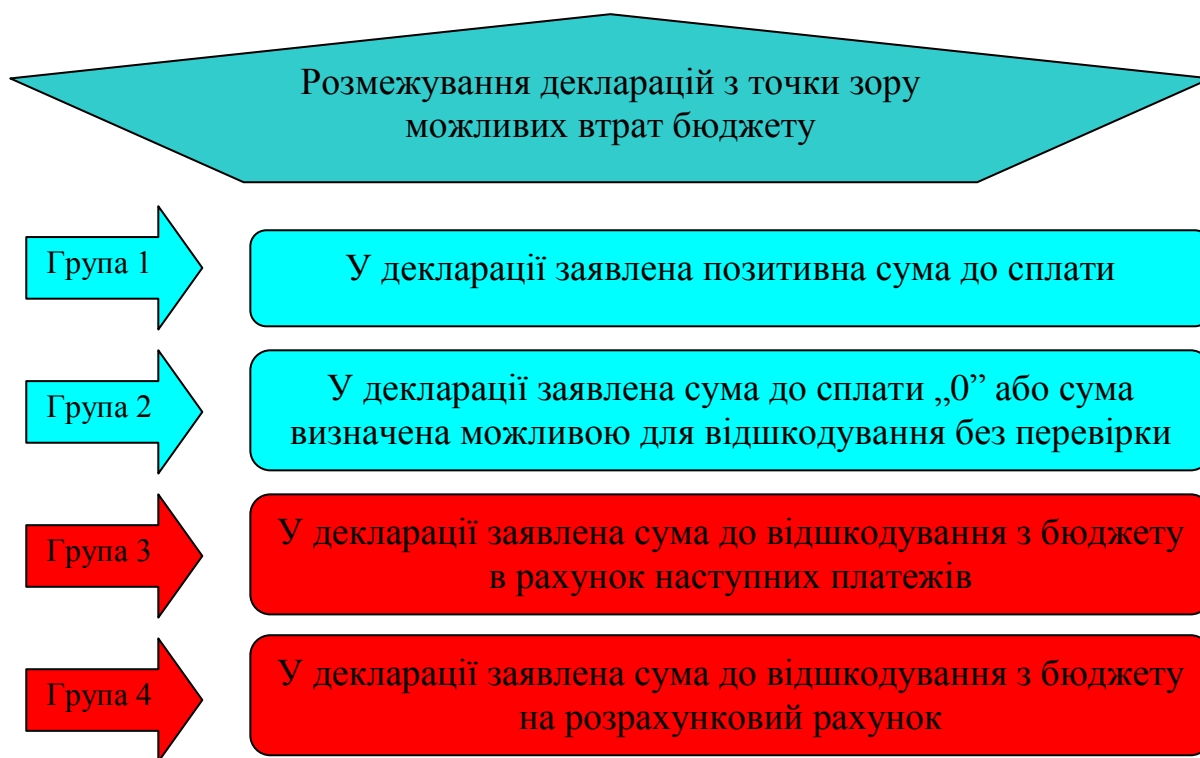 Розмежування декларацій з точки зору
можливих втрат бюджету
Група 1
У декларації заявлена позитивна сума до сплати
Група 2
У декларації заявлена сума до сплати „0” або сума
визначена можливою для відшкодування без перевірки
Група 3
У декларації заявлена сума до відшкодування з бюджету
в рахунок наступних платежів
Група 4
У декларації заявлена сума до відшкодування з бюджету
на розрахунковий рахунок